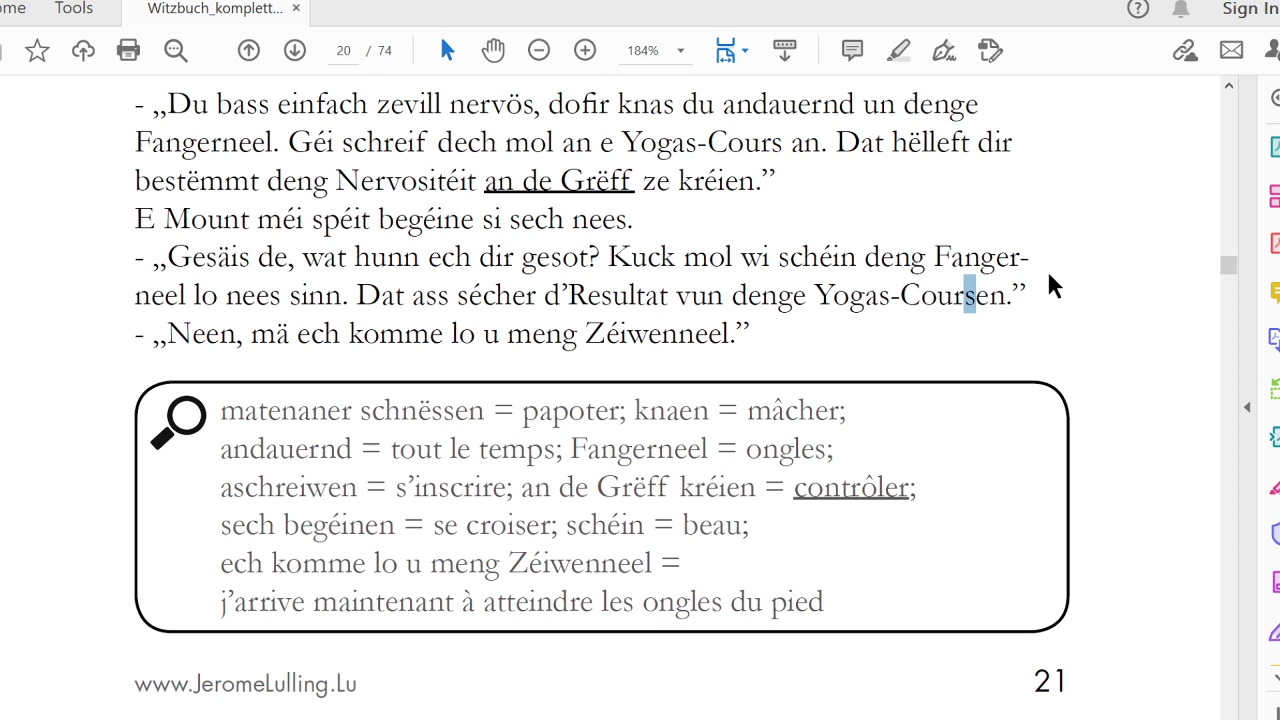 ome Tools Witzbuch_komplett... × Sign In
20 / 74 184%
- „Du bass einfach zevill nervös, dofir knas du andauernd un denge
Fangerneel. Géi schreif dech mol an e Yogas-Cours an. Dat hëlleft dir
bestëmmt deng Nervositéit an de Grëff ze kréien.”
E Mount méi spéit begéine si sech nees.
- „Gesäis de, wat hunn ech dir gesot? Kuck mol wi schéin deng Fanger-
neel lo nees sinn. Dat ass sécher d’Resultat vun denge Yogas-Coursen.”
- „Neen, mä ech komme lo u meng Zéiwenneel.”
matenaner schnëssen = papoter; knaen = mâcher;
andauernd = tout le temps; Fangerneel = ongles;
aschreiwen = s’inscrire; an de Grëff kréien = contrôler;
sech begéinen = se croiser; schéin = beau;
ech komme lo u meng Zéiwenneel =
j’arrive maintenant à atteindre les ongles du pied
www.JeromeLulling.Lu 21